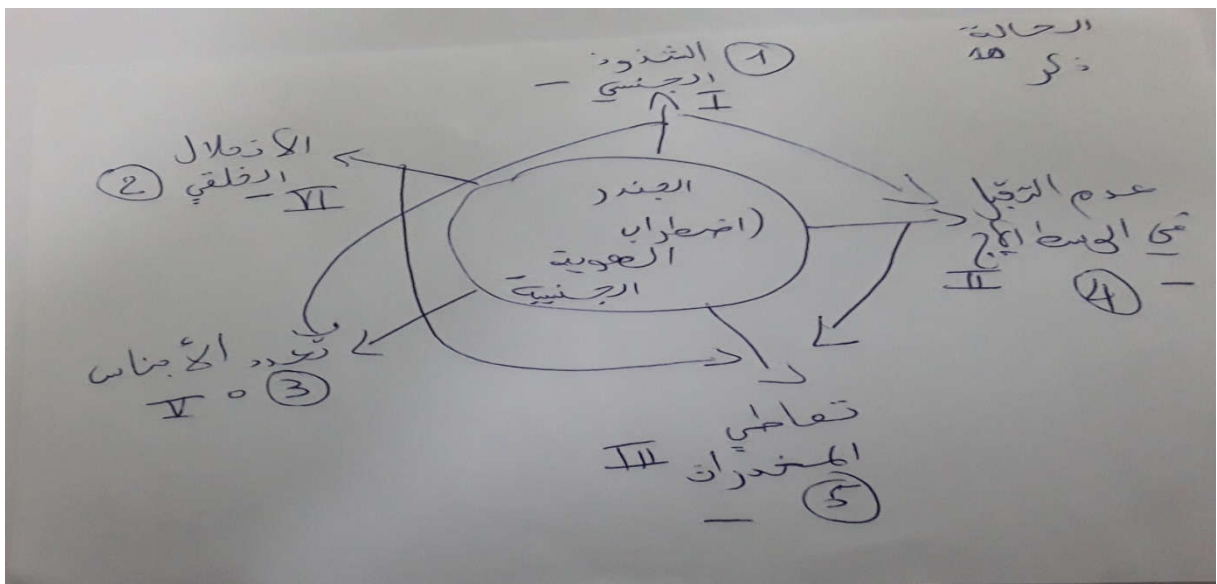 الحالة
ذكر
① الشذوذ
الجنسي –
I
الانحلال
② الخلقي –
VI
الجندر
(اضطراب
الهوية
الجنسية
عدم التقبل
في
④ II –
تعدد الأجناس
③ ° V
تعاطي
المخدرات III
⑤
–